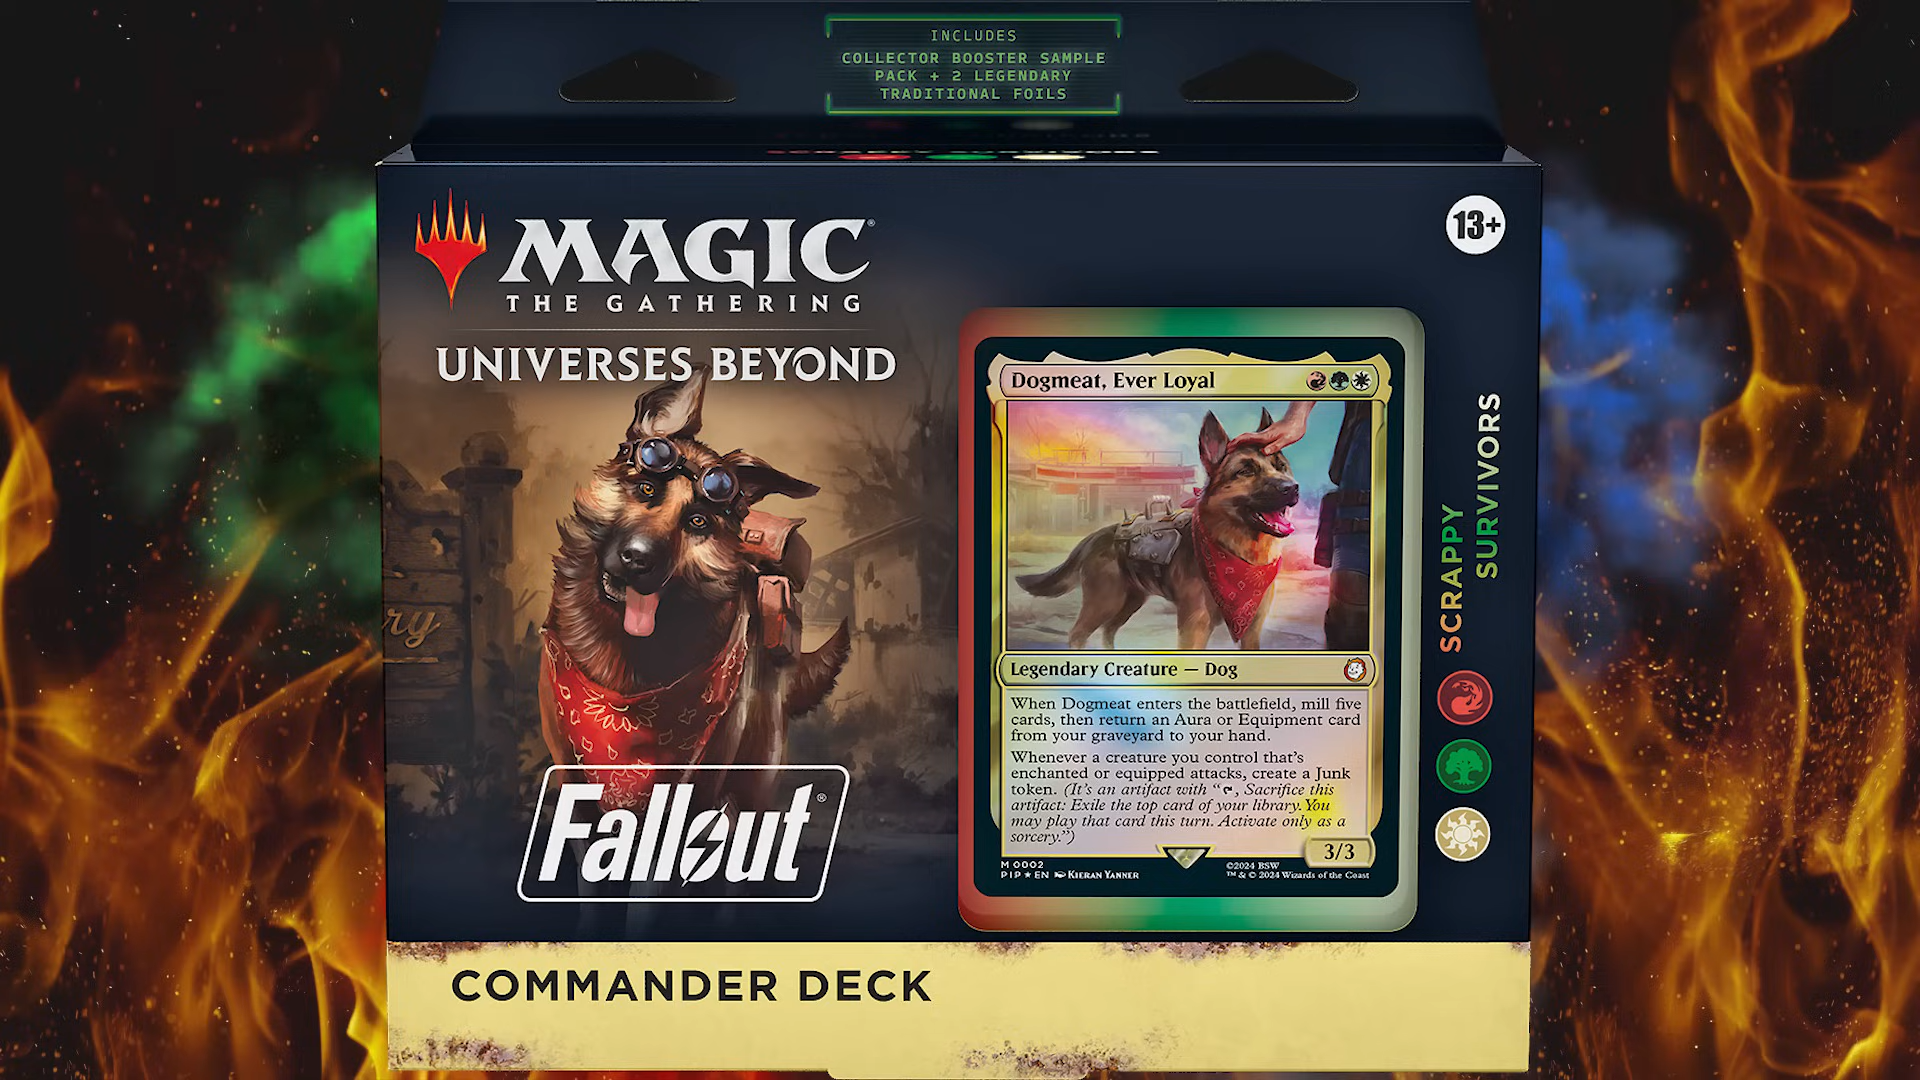 INCLUDES
COLLECTOR BOOSTER SAMPLE
PACK + 2 LEGENDARY
TRADITIONAL FOILS
MAGIC®
THE GATHERING
UNIVERSES BEYOND
13+
Dogmeat, Ever Loyal
Legendary Creature — Dog
When Dogmeat enters the battlefield, mill five
cards, then return an Aura or Equipment card
from your graveyard to your hand.
Whenever a creature you control that's
enchanted or equipped attacks, create a Junk
token. (It's an artifact with “, Sacrifice this
artifact: Exile the top card of your library. You
may play that card this turn. Activate only as a
sorcery.”)
3/3
M 0002
PIP ★ EN KIERAN YANNER
©2024 BSW
™ & © 2024 Wizards of the Coast
SCRAPPY
SURVIVORS
ry
Fallout®
COMMANDER DECK